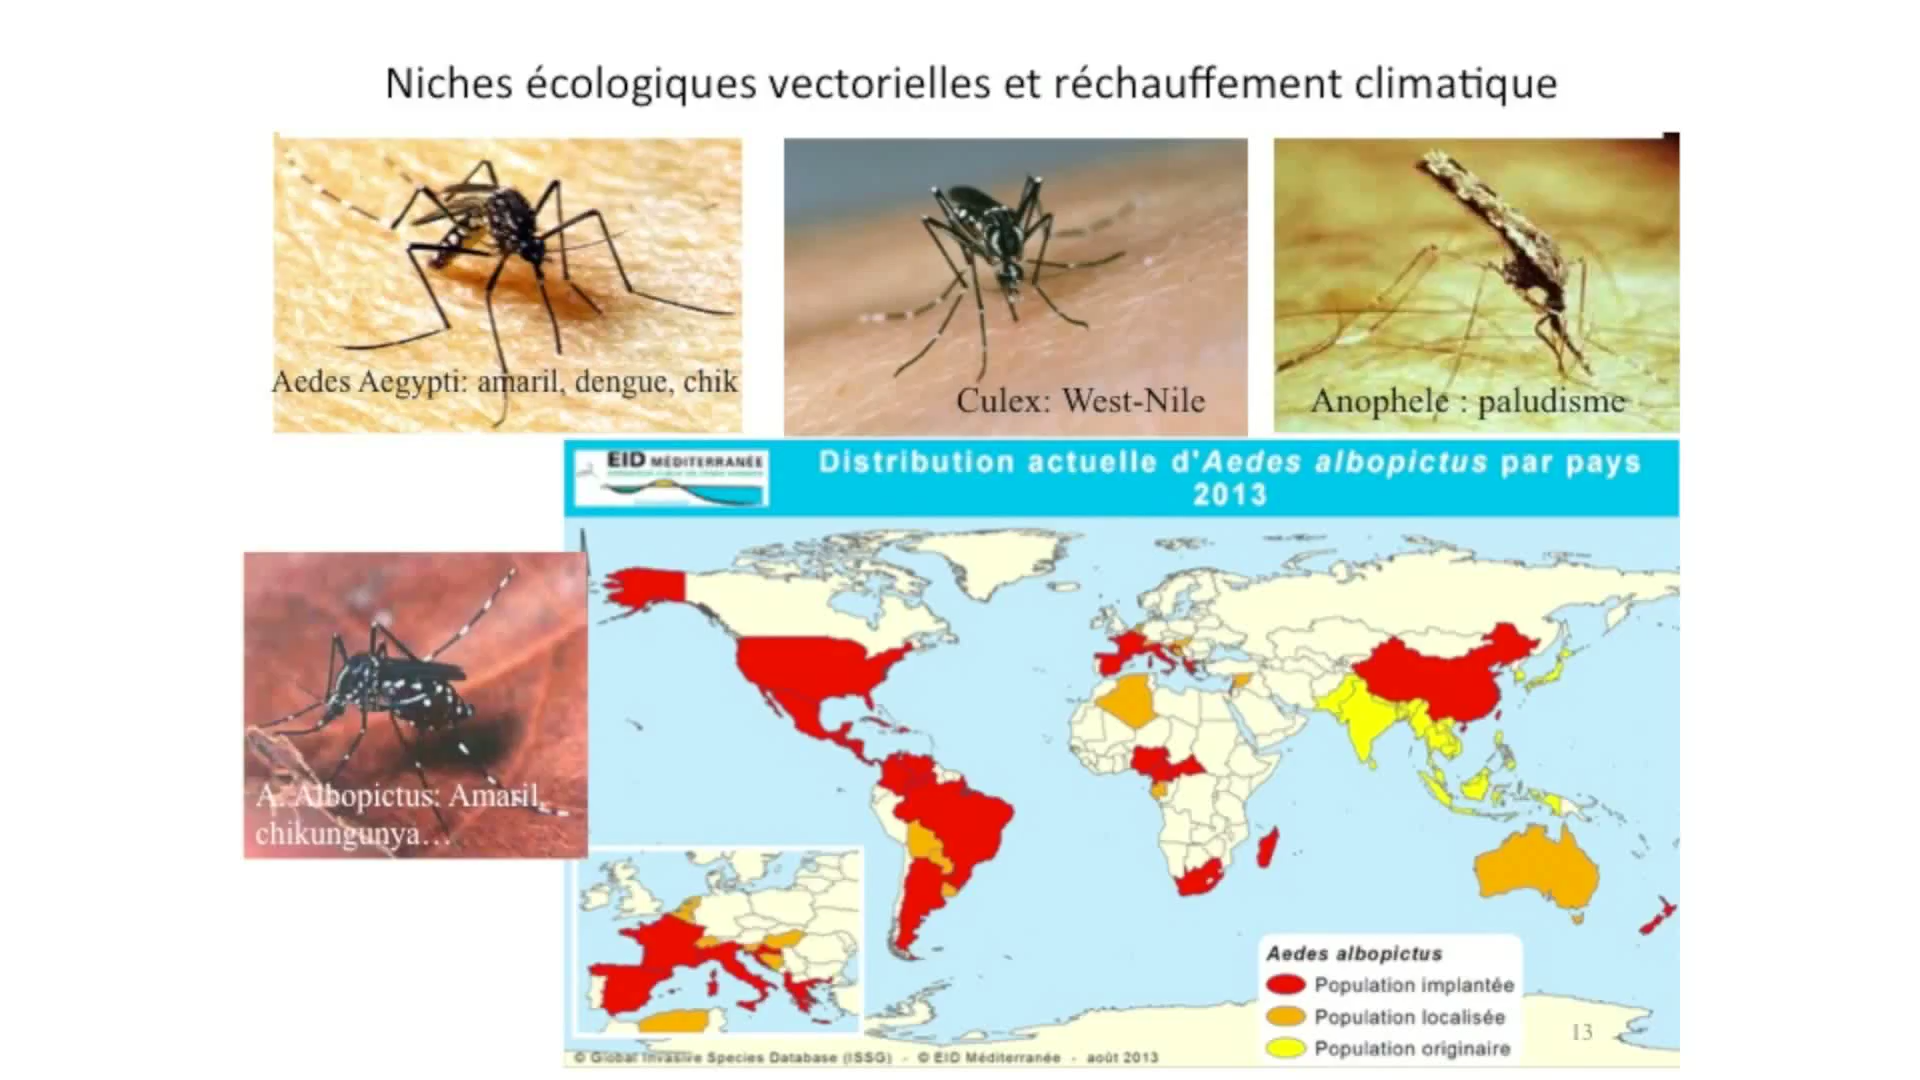 Niches écologiques vectorielles et réchauffement climatique
Aedes Aegypti: amaril, dengue, chik
Culex: West-Nile
Anophele : paludisme
EID MÉDITERRANÉE
Distribution actuelle d'Aedes albopictus par pays
2013
A. Albopictus: Amaril,
chikungunya…
Aedes albopictus
Population implantée
Population localisée
Population originaire
13
© Global Invasive Species Database (ISSG) - © EID Méditerranée - août 2013